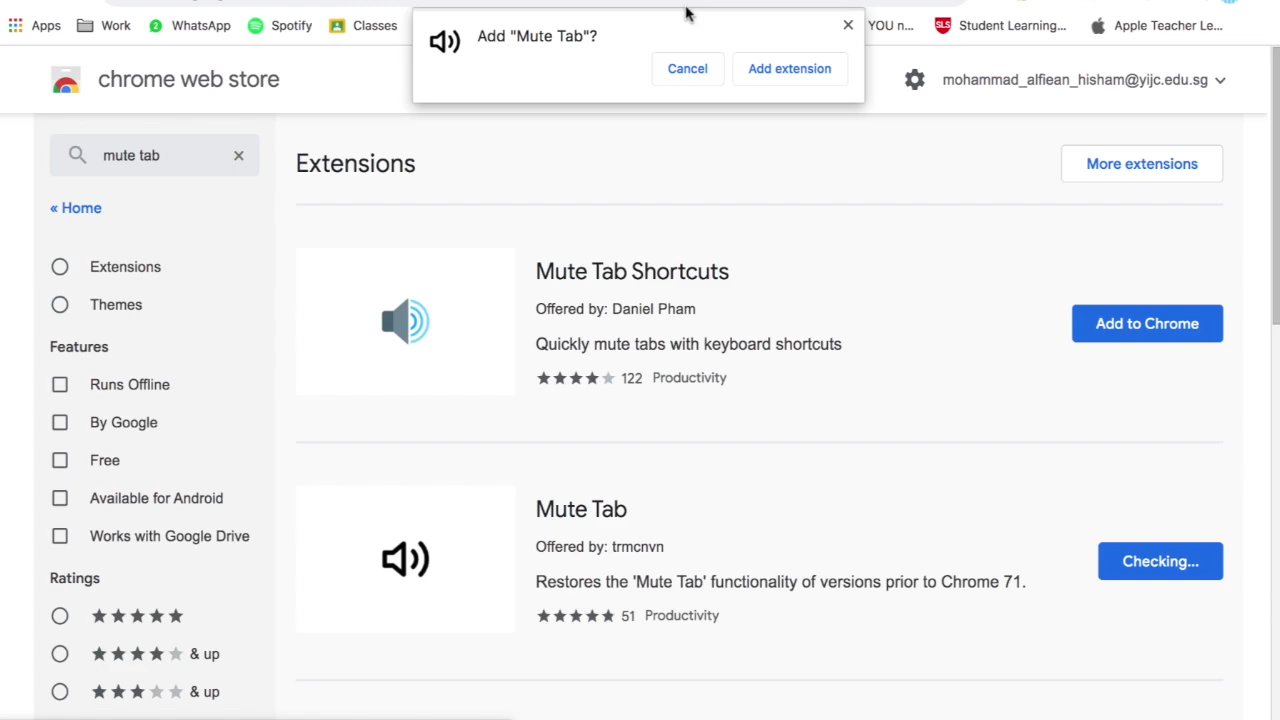 Apps Work WhatsApp Spotify Classes YOU n... Student Learning... Apple Teacher Le...
Add "Mute Tab"?
Cancel Add extension
chrome web store
mohammad_alfiean_hisham@yijc.edu.sg
mute tab
Extensions
More extensions
« Home
Extensions
Themes
Features
Runs Offline
By Google
Free
Available for Android
Works with Google Drive
Ratings
& up
& up
Mute Tab Shortcuts
Offered by: Daniel Pham
Quickly mute tabs with keyboard shortcuts
122 Productivity
Add to Chrome
Mute Tab
Offered by: trmcnvn
Restores the 'Mute Tab' functionality of versions prior to Chrome 71.
51 Productivity
Checking...